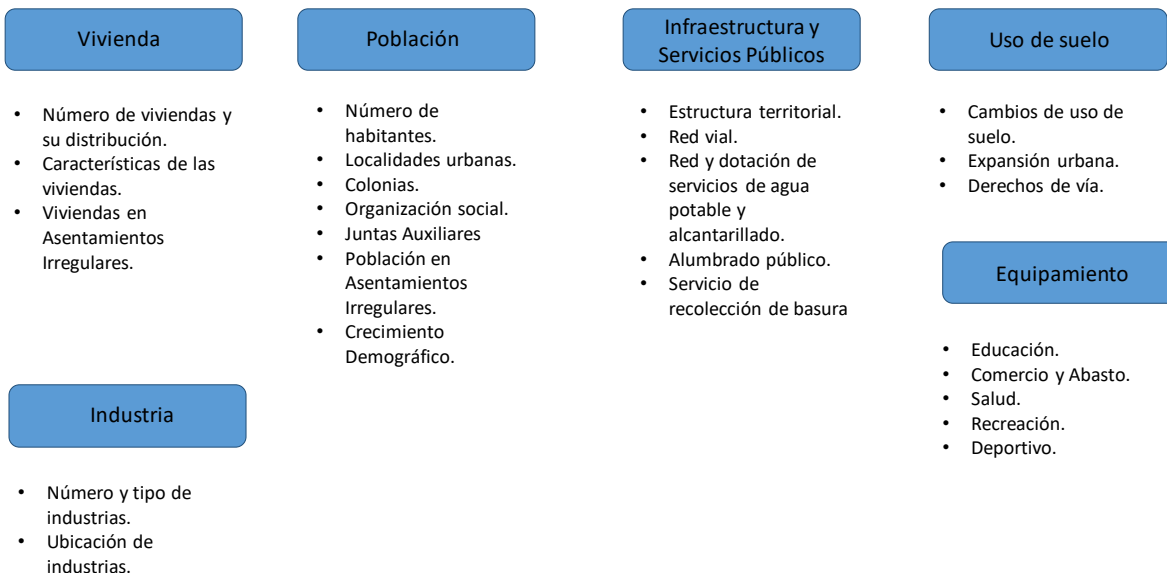 Vivienda
• Número de viviendas y
su distribución.
• Características de las
viviendas.
• Viviendas en
Asentamientos
Irregulares.
Industria
• Número y tipo de
industrias.
• Ubicación de
industrias.
Población
• Número de
habitantes.
• Localidades urbanas.
• Colonias.
• Organización social.
• Juntas Auxiliares
• Población en
Asentamientos
Irregulares.
• Crecimiento
Demográfico.
Infraestructura y
Servicios Públicos
• Estructura territorial.
• Red vial.
• Red y dotación de
servicios de agua
potable y
alcantarillado.
• Alumbrado público.
• Servicio de
recolección de basura
Uso de suelo
• Cambios de uso de
suelo.
• Expansión urbana.
• Derechos de vía.
Equipamiento
• Educación.
• Comercio y Abasto.
• Salud.
• Recreación.
• Deportivo.